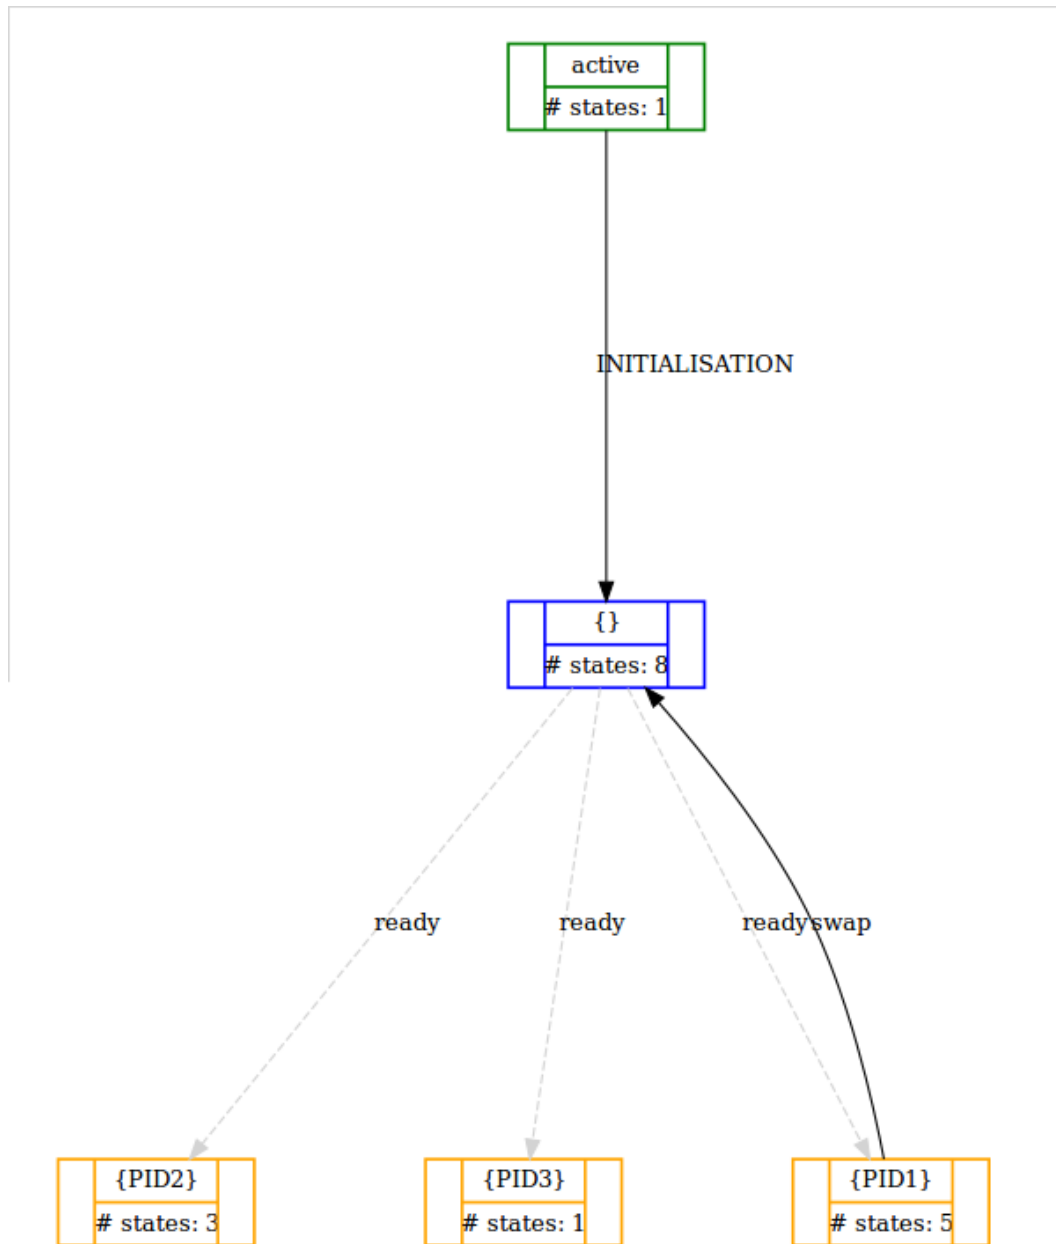 active
# states: 1
INITIALISATION
{}
# states: 8
ready
ready
ready
swap
{PID2}
# states: 3
{PID3}
# states: 1
{PID1}
# states: 5